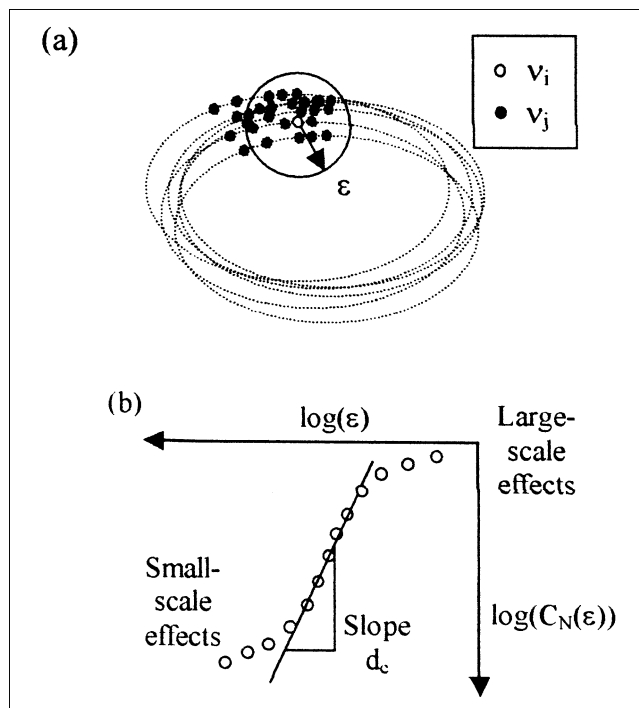 (a)
νi
νj
ε
(b)
log(ε)
Large-
scale
effects
Small-
scale
effects
Slope
dc
log(CN(ε))